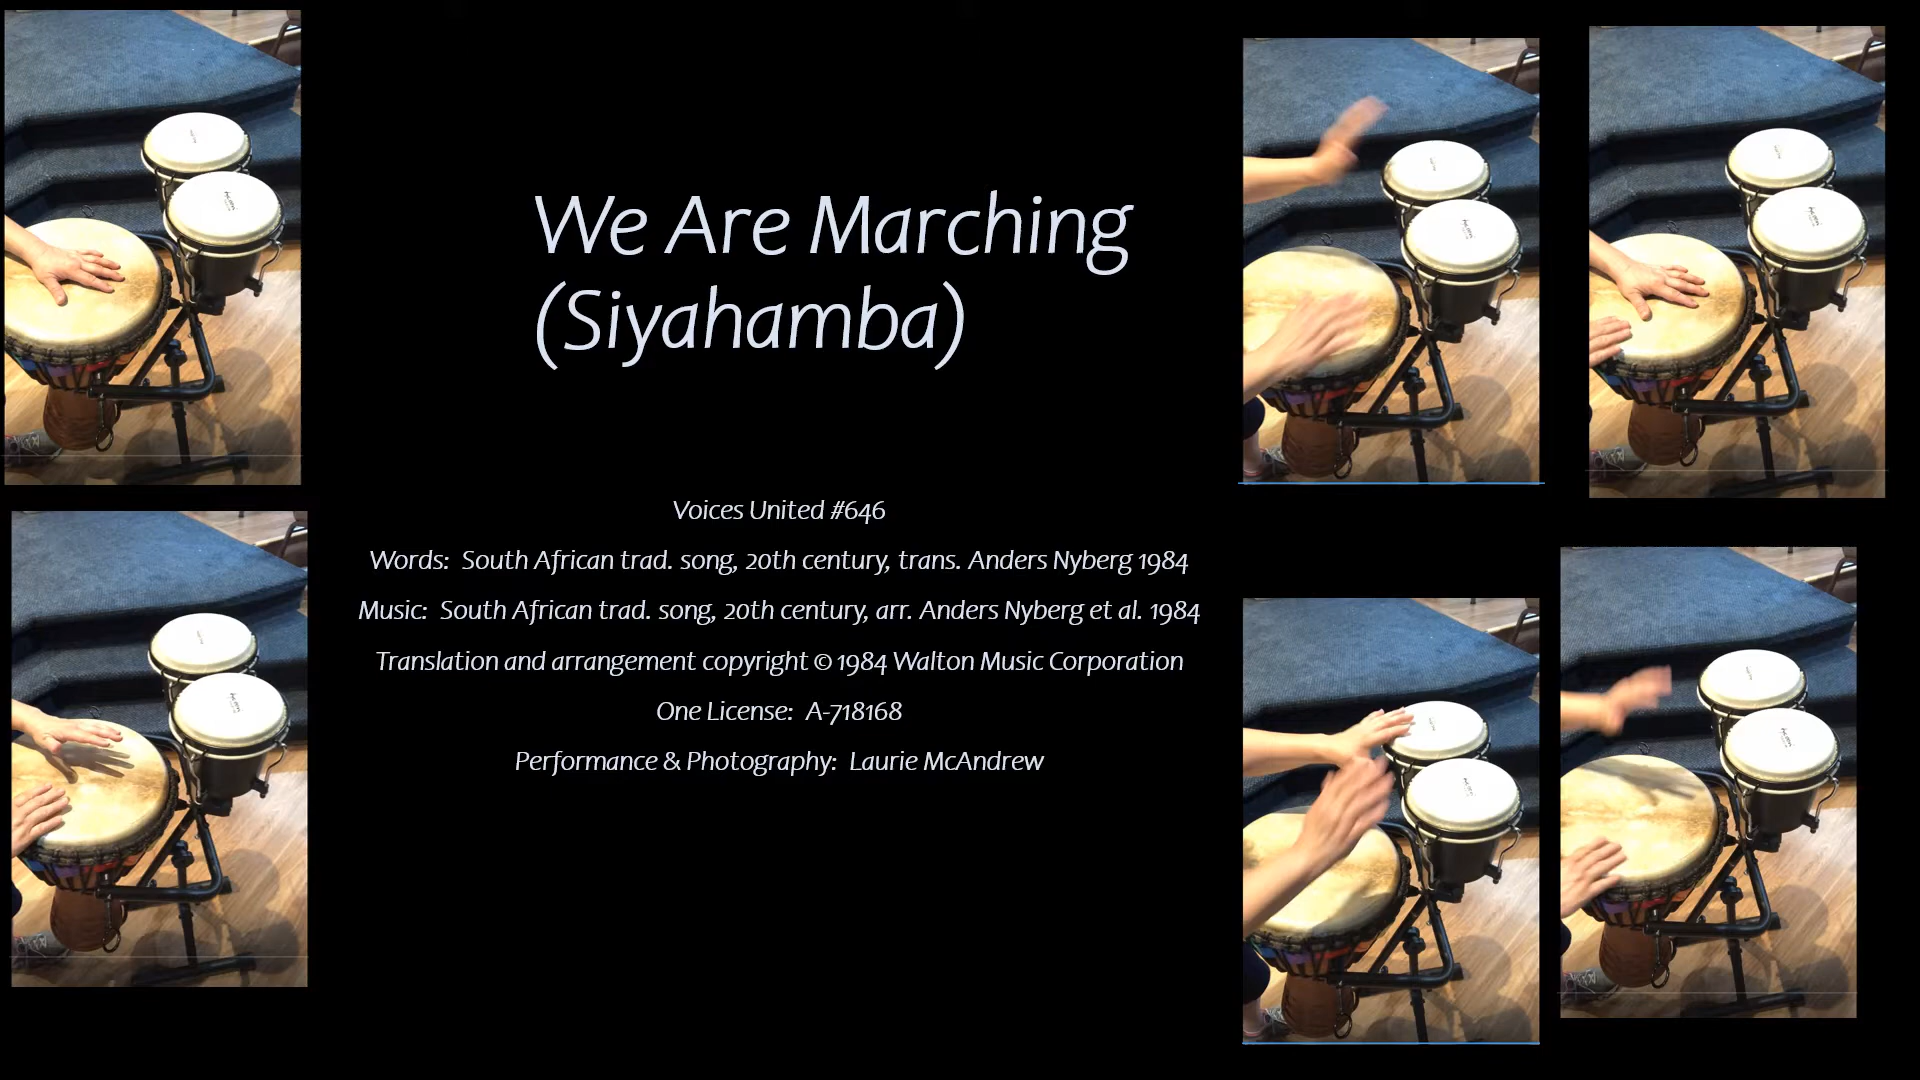 We Are Marching
(Siyahamba)
Voices United #646
Words:  South African trad. song, 20th century, trans. Anders Nyberg 1984
Music:  South African trad. song, 20th century, arr. Anders Nyberg et al. 1984
Translation and arrangement copyright © 1984 Walton Music Corporation
One License:  A-718168
Performance & Photography:  Laurie McAndrew